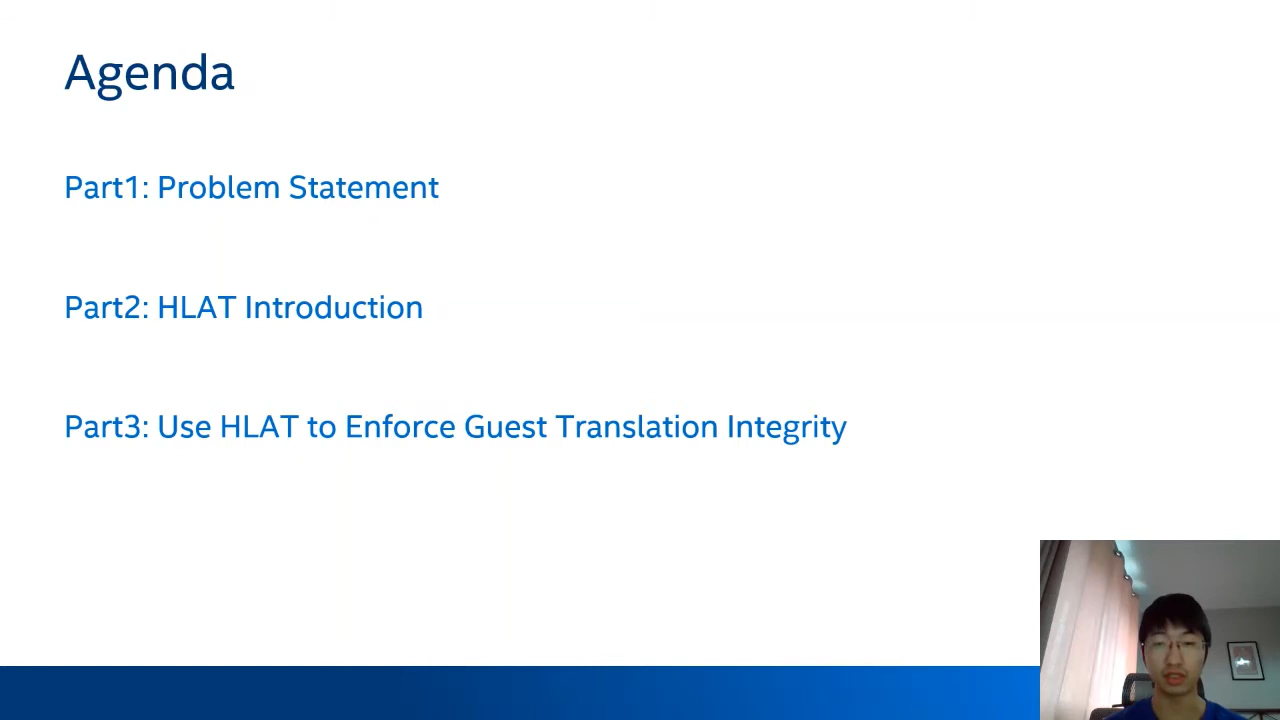 Agenda
Part1: Problem Statement
Part2: HLAT Introduction
Part3: Use HLAT to Enforce Guest Translation Integrity